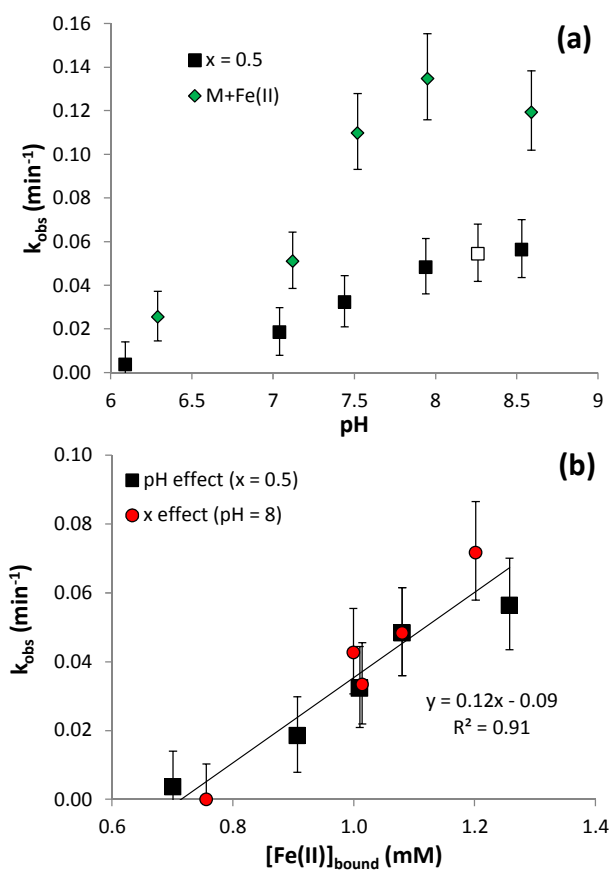 (a)
x = 0.5
M+Fe(II)
k_obs (min⁻¹)
0.16
0.14
0.12
0.10
0.08
0.06
0.04
0.02
0.00
6 6.5 7 7.5 8 8.5 9
pH
(b)
pH effect (x = 0.5)
x effect (pH = 8)
k_obs (min⁻¹)
0.10
0.08
0.06
0.04
0.02
0.00
y = 0.12x - 0.09
R² = 0.91
0.6 0.8 1.0 1.2 1.4
[Fe(II)]_bound (mM)